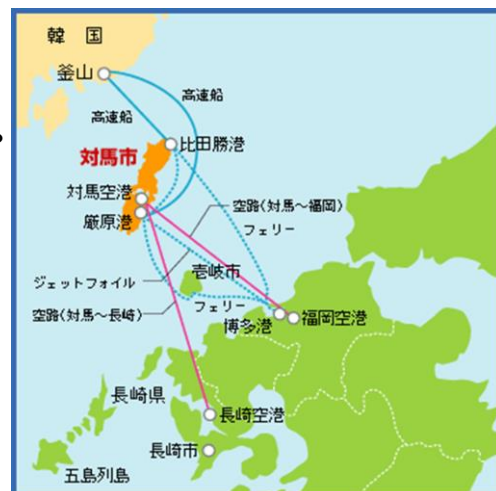 韓国
釜山
高速船
高速船
比田勝港
対馬市
対馬空港
厳原港
空路(対馬～福岡)
フェリー
ジェットフォイル
壱岐市
空路(対馬～長崎)
フェリー
博多港
福岡空港
長崎県
長崎空港
長崎市
五島列島